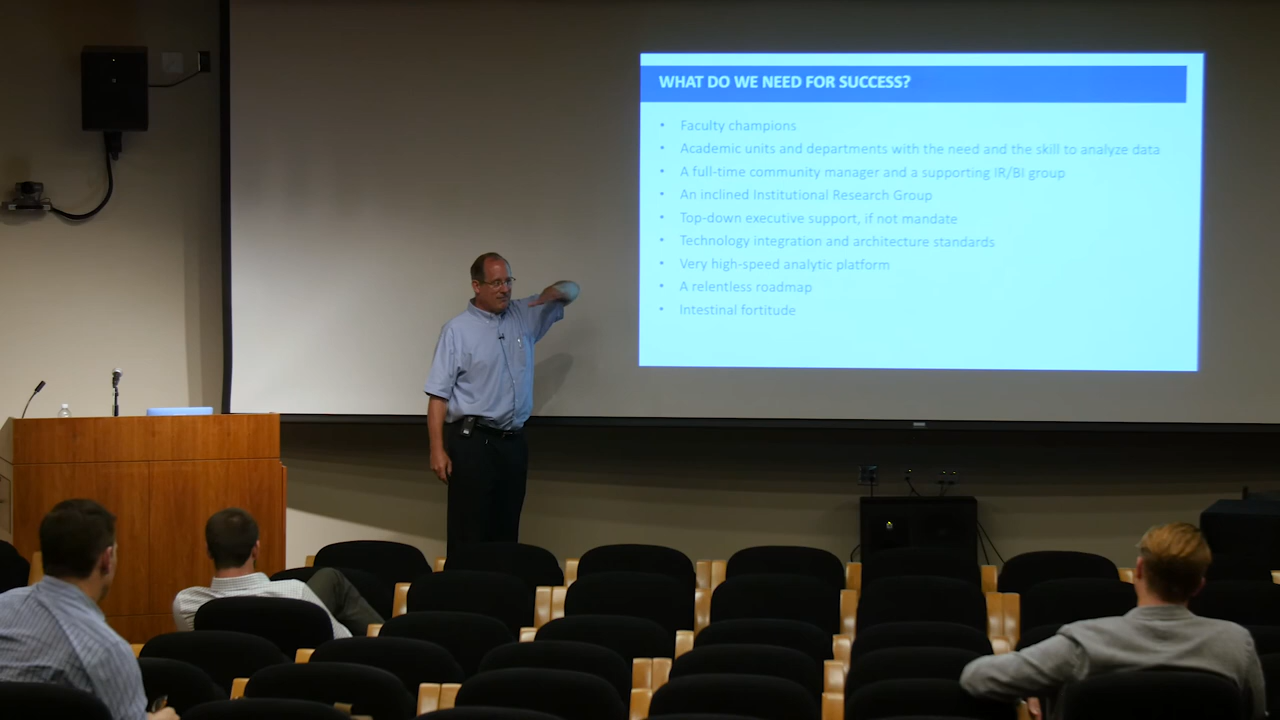 WHAT DO WE NEED FOR SUCCESS?
• Faculty champions
• Academic units and departments with the need and the skill to analyze data
• A full-time community manager and a supporting IR/BI group
• An inclined Institutional Research Group
• Top-down executive support, if not mandate
• Technology integration and architecture standards
• Very high-speed analytic platform
• A relentless roadmap
• Intestinal fortitude